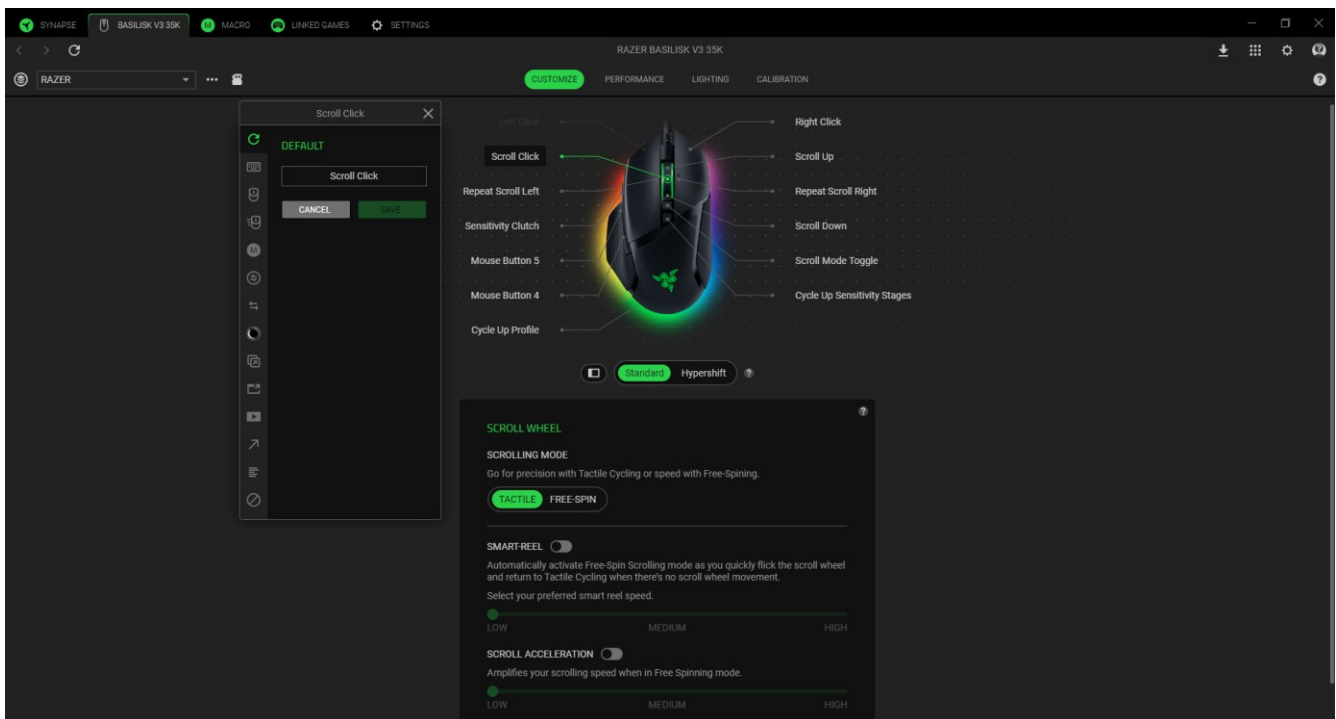 SYNAPSE BASILISK V3 35K MACRO LINKED GAMES SETTINGS
RAZER BASILISK V3 35K
RAZER CUSTOMIZE PERFORMANCE LIGHTING CALIBRATION
Scroll Click
DEFAULT
Scroll Click
CANCEL SAVE
Left Click
Scroll Click
Repeat Scroll Left
Sensitivity Clutch
Mouse Button 5
Mouse Button 4
Cycle Up Profile
Right Click
Scroll Up
Repeat Scroll Right
Scroll Down
Scroll Mode Toggle
Cycle Up Sensitivity Stages
Standard Hypershift
SCROLL WHEEL
SCROLLING MODE
Go for precision with Tactile Cycling or speed with Free-Spining.
TACTILE FREE-SPIN
SMART-REEL
Automatically activate Free-Spin Scrolling mode as you quickly flick the scroll wheel
and return to Tactile Cycling when there's no scroll wheel movement.
Select your preferred smart reel speed.
LOW MEDIUM HIGH
SCROLL ACCELERATION
Amplifies your scrolling speed when in Free Spinning mode.
LOW MEDIUM HIGH